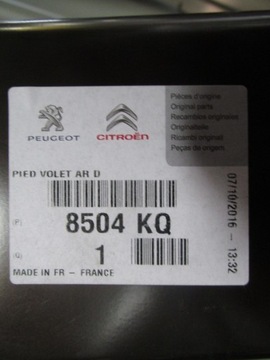 PEUGEOT
CITROËN
Pièces d'origine
Original parts
Recambios originales
Originalteile
Ricambi originali
Peças de origem
PIED VOLET AR D
(P)
8504 KQ
(Q)
1
MADE IN FR - FRANCE
07/10/2016 - 13:32